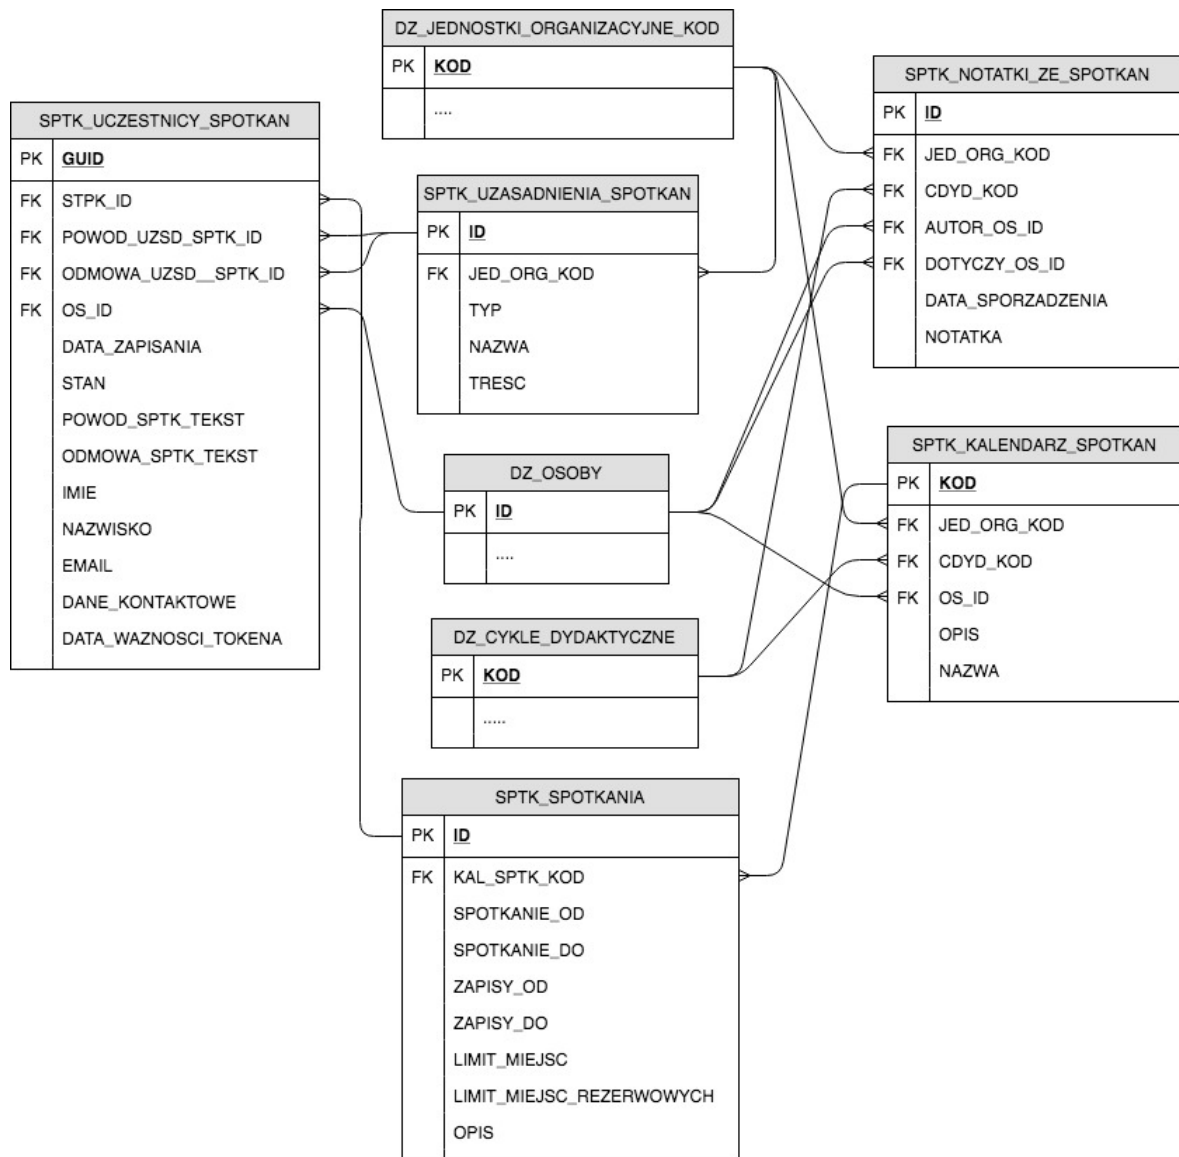 DZ_JEDNOSTKI_ORGANIZACYJNE_KOD
PK KOD
....
SPTK_UCZESTNICY_SPOTKAN
PK GUID
FK STPK_ID
FK POWOD_UZSD_SPTK_ID
FK ODMOWA_UZSD__SPTK_ID
FK OS_ID
DATA_ZAPISANIA
STAN
POWOD_SPTK_TEKST
ODMOWA_SPTK_TEKST
IMIE
NAZWISKO
EMAIL
DANE_KONTAKTOWE
DATA_WAZNOSCI_TOKENA
SPTK_UZASADNIENIA_SPOTKAN
PK ID
FK JED_ORG_KOD
TYP
NAZWA
TRESC
DZ_OSOBY
PK ID
....
DZ_CYKLE_DYDAKTYCZNE
PK KOD
.....
SPTK_SPOTKANIA
PK ID
FK KAL_SPTK_KOD
SPOTKANIE_OD
SPOTKANIE_DO
ZAPISY_OD
ZAPISY_DO
LIMIT_MIEJSC
LIMIT_MIEJSC_REZERWOWYCH
OPIS
SPTK_NOTATKI_ZE_SPOTKAN
PK ID
FK JED_ORG_KOD
FK CDYD_KOD
FK AUTOR_OS_ID
FK DOTYCZY_OS_ID
DATA_SPORZADZENIA
NOTATKA
SPTK_KALENDARZ_SPOTKAN
PK KOD
FK JED_ORG_KOD
FK CDYD_KOD
FK OS_ID
OPIS
NAZWA